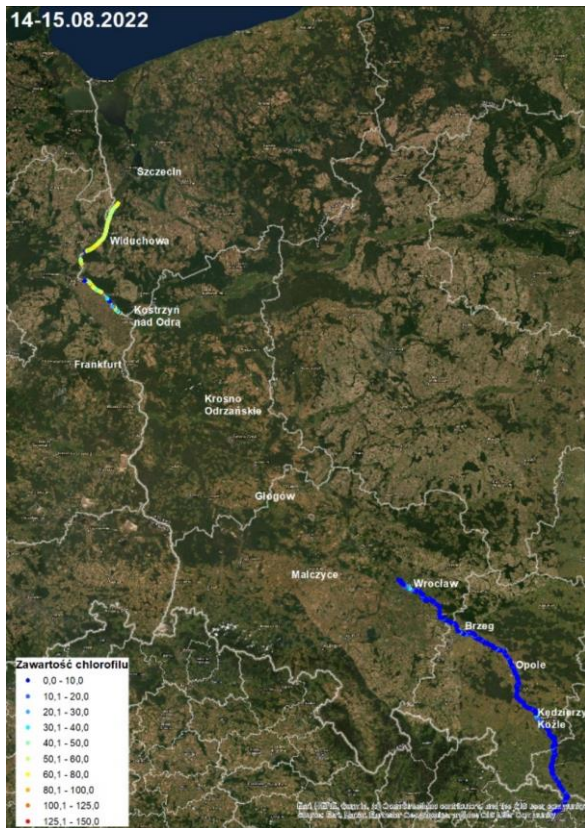 14-15.08.2022
Szczecin
Widuchowa
Kostrzyn
nad Odrą
Frankfurt
Krosno
Odrzańskie
Głogów
Malczyce
Wrocław
Brzeg
Opole
Kędzierzy
Koźle
Zawartość chlorofilu
0,0 - 10,0
10,1 - 20,0
20,1 - 30,0
30,1 - 40,0
40,1 - 50,0
50,1 - 60,0
60,1 - 80,0
80,1 - 100,0
100,1 - 125,0
125,1 - 150,0